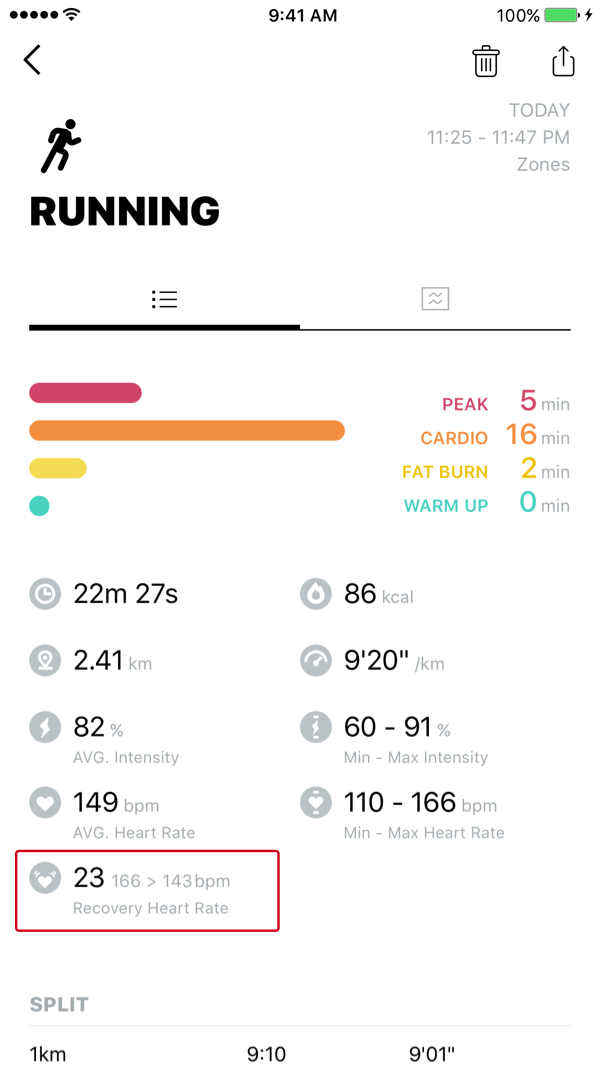 9:41 AM
100%
TODAY
11:25 - 11:47 PM
Zones
RUNNING
PEAK 5 min
CARDIO 16 min
FAT BURN 2 min
WARM UP 0 min
22m 27s
86 kcal
2.41 km
9'20" /km
82 %
AVG. Intensity
60 - 91 %
Min - Max Intensity
149 bpm
AVG. Heart Rate
110 - 166 bpm
Min - Max Heart Rate
23 166 > 143bpm
Recovery Heart Rate
SPLIT
1km 9:10 9'01"